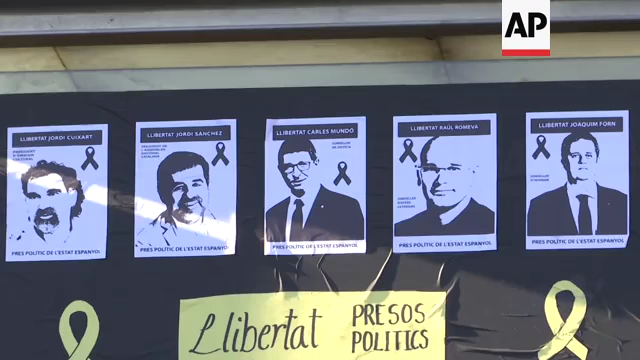 AP
LLIBERTAT JORDI CUIXART
LLIBERTAT JORDI SÀNCHEZ
LLIBERTAT CARLES MUNDÓ
LLIBERTAT RAÜL ROMEVA
LLIBERTAT JOAQUIM FORN
PRES POLÍTIC DE L'ESTAT ESPANYOL
PRES POLÍTIC DE L'ESTAT ESPANYOL
PRES POLÍTIC DE L'ESTAT ESPANYOL
PRES POLÍTIC DE L'ESTAT ESPANYOL
PRES POLÍTIC DE L'ESTAT ESPANYOL
Llibertat PRESOS
POLITICS